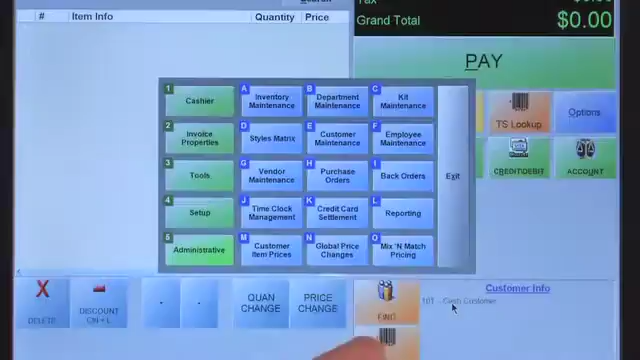 Search
# Item Info Quantity Price
Tax $0.00
Grand Total $0.00
PAY
TS Lookup
Options
CREDIT/DEBIT
ACCOUNT
1 Cashier
A Inventory Maintenance
B Department Maintenance
C Kit Maintenance
2 Invoice Properties
D Styles Matrix
E Customer Maintenance
F Employee Maintenance
3 Tools
G Vendor Maintenance
H Purchase Orders
I Back Orders
Exit
4 Setup
J Time Clock Management
K Credit Card Settlement
L Reporting
5 Administrative
M Customer Item Prices
N Global Price Changes
O Mix 'N Match Pricing
X
DELETE
DISCOUNT
QUAN CHANGE
PRICE CHANGE
FIND
Customer Info
101 - Cash Customer